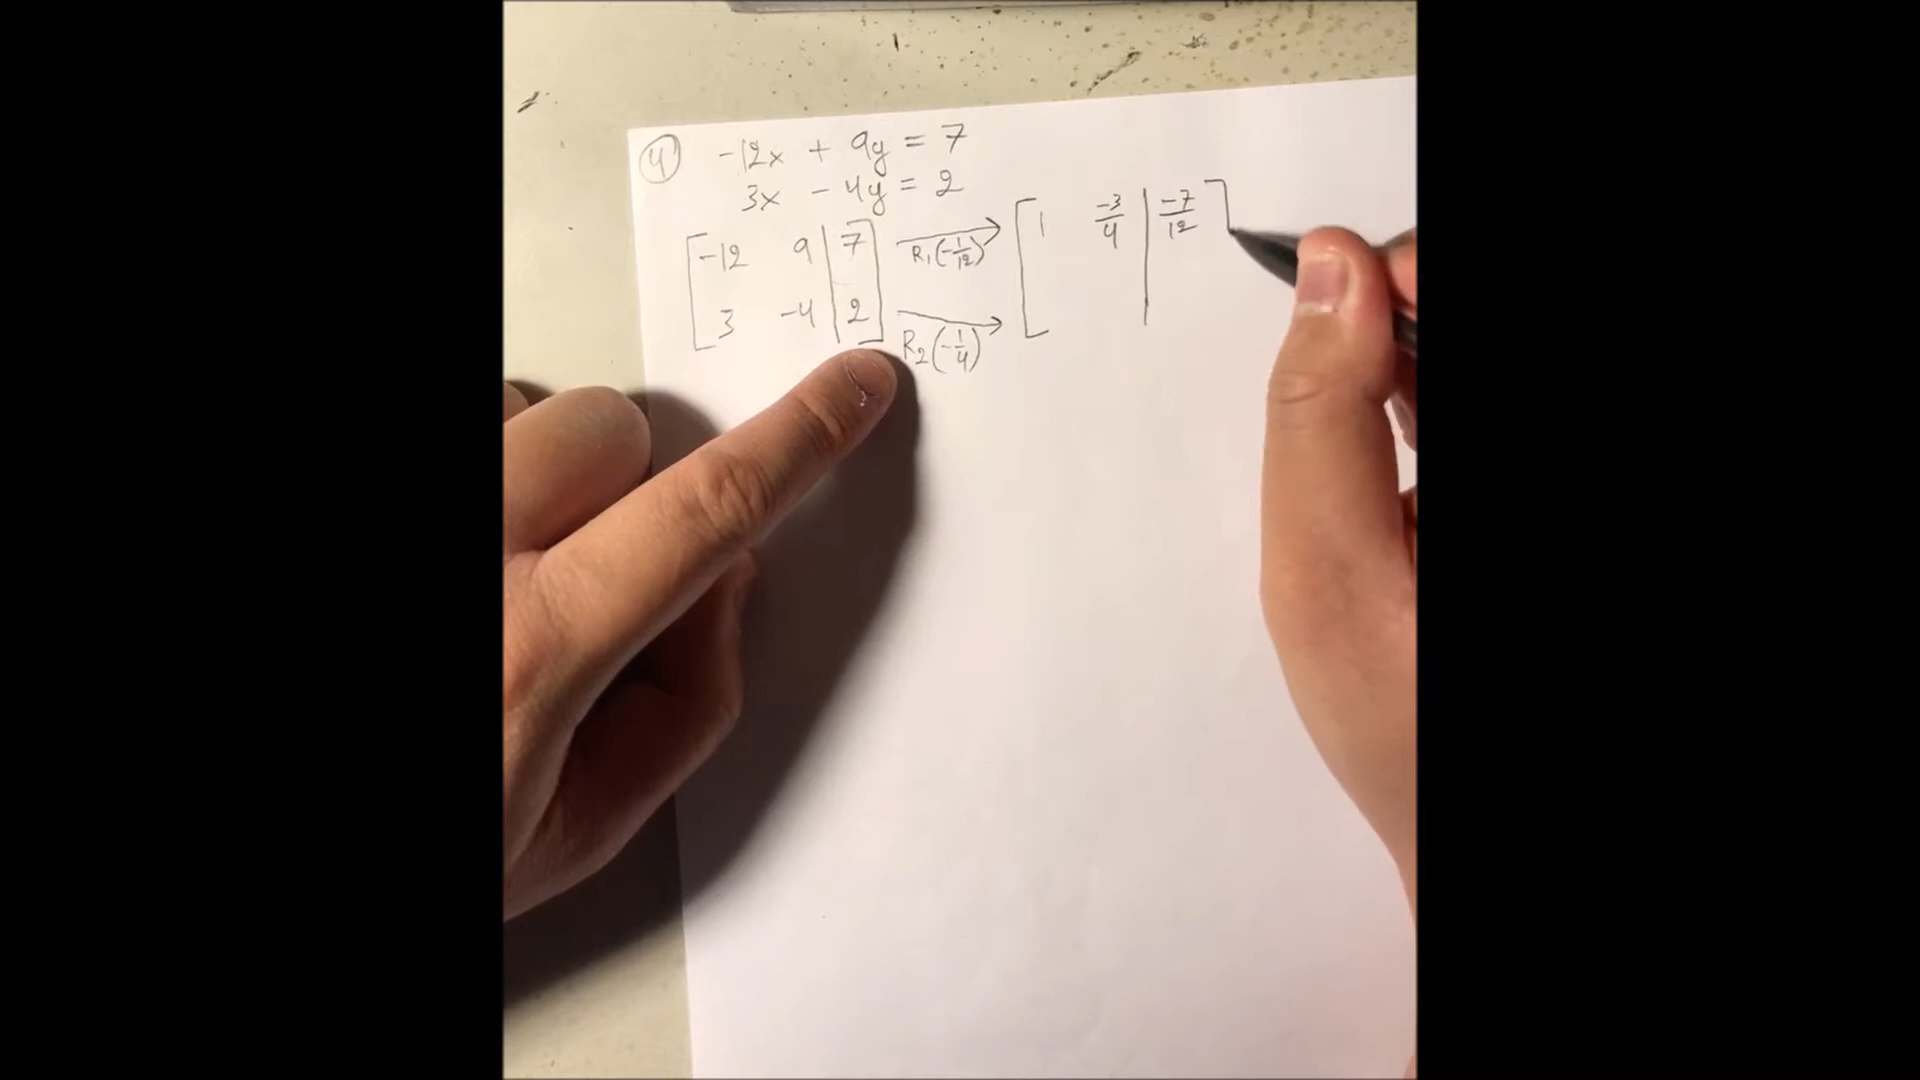 4 -12x + 9y = 7
3x - 4y = 2
[-12 9 | 7] R₁(-1/12) → [1 -3/4 | -7/12]
[3 -4 | 2] R₂(-1/4) →